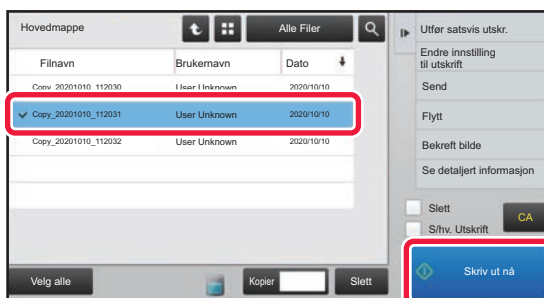 Hovedmappe
Alle Filer
Filnavn Brukernavn Dato
Copy_20201010_112030 User Unknown 2020/10/10
Copy_20201010_112031 User Unknown 2020/10/10
Copy_20201010_112032 User Unknown 2020/10/10
Velg alle
Kopier
Slett
Utfør satsvis utskr.
Endre innstilling
til utskrift
Send
Flytt
Bekreft bilde
Se detaljert informasjon
Slett
S/hv. Utskrift
CA
Skriv ut nå